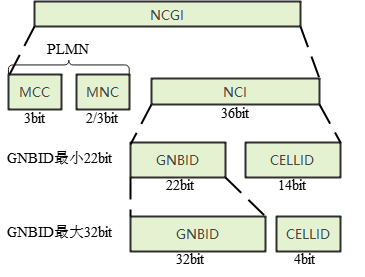 NCGI
PLMN
MCC MNC NCI
3bit 2/3bit 36bit
GNBID最小22bit GNBID CELLID
22bit 14bit
GNBID最大32bit GNBID CELLID
32bit 4bit